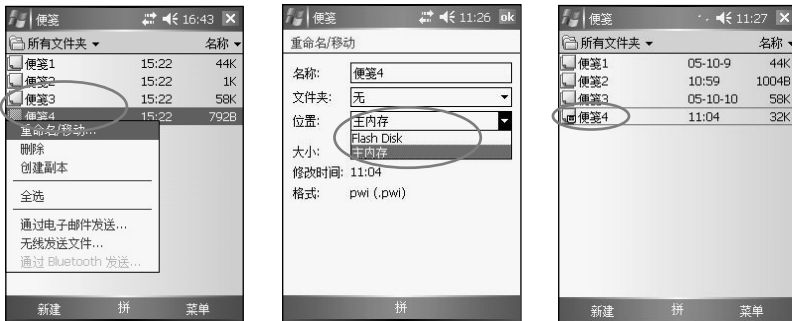 便笺 16:43
所有文件夹 名称
便笺1 15:22 44K
便笺2 15:22 1K
便笺3 15:22 58K
便笺4 15:22 792B
重命名/移动...
删除
创建副本
全选
通过电子邮件发送...
无线发送文件...
通过 Bluetooth 发送...
新建 拼 菜单
便笺 11:26 ok
重命名/移动
名称: 便笺4
文件夹: 无
位置: 主内存
Flash Disk
大小: 主内存
修改时间: 11:04
格式: pwi (.pwi)
拼
便笺 11:27
所有文件夹 名称
便笺1 05-10-9 44K
便笺2 10:59 1004B
便笺3 05-10-10 58K
便笺4 11:04 32K
新建 拼 菜单